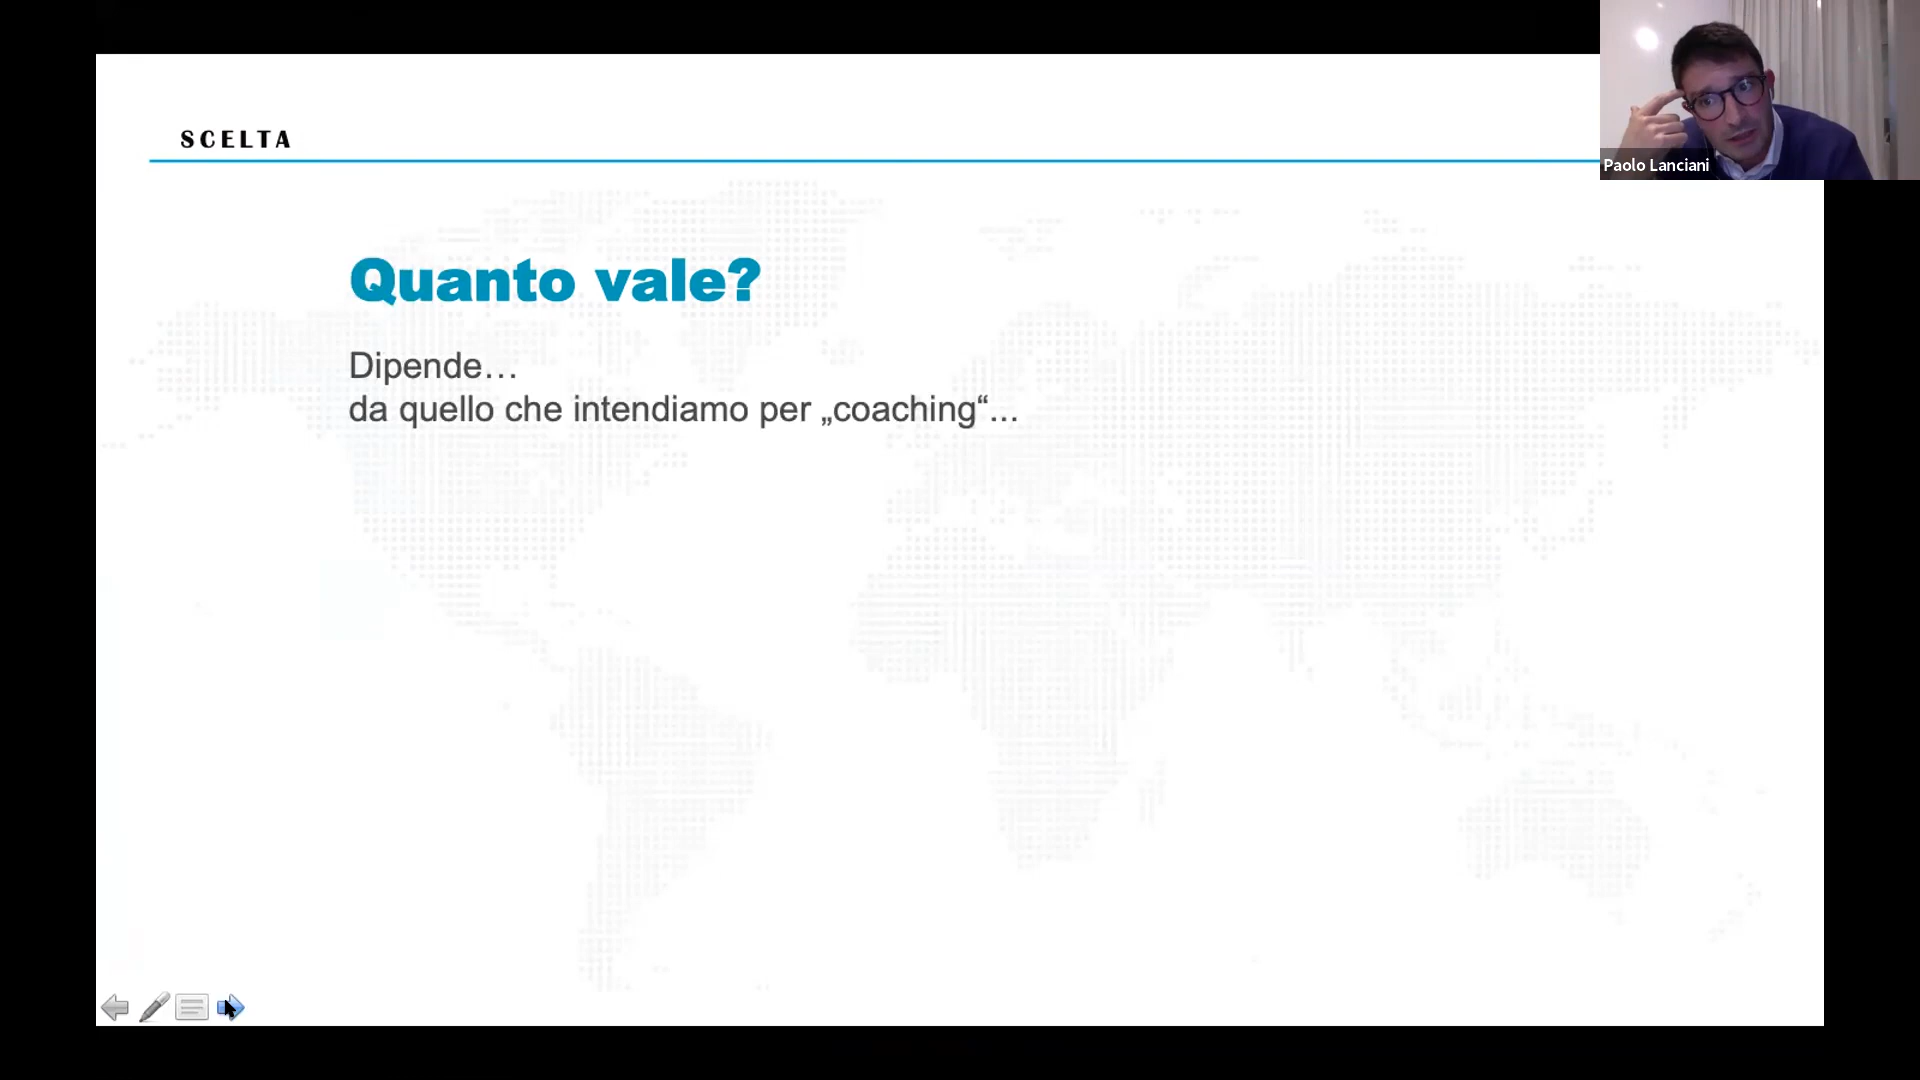 SCELTA
Paolo Lanciani
Quanto vale?
Dipende…
da quello che intendiamo per „coaching“...